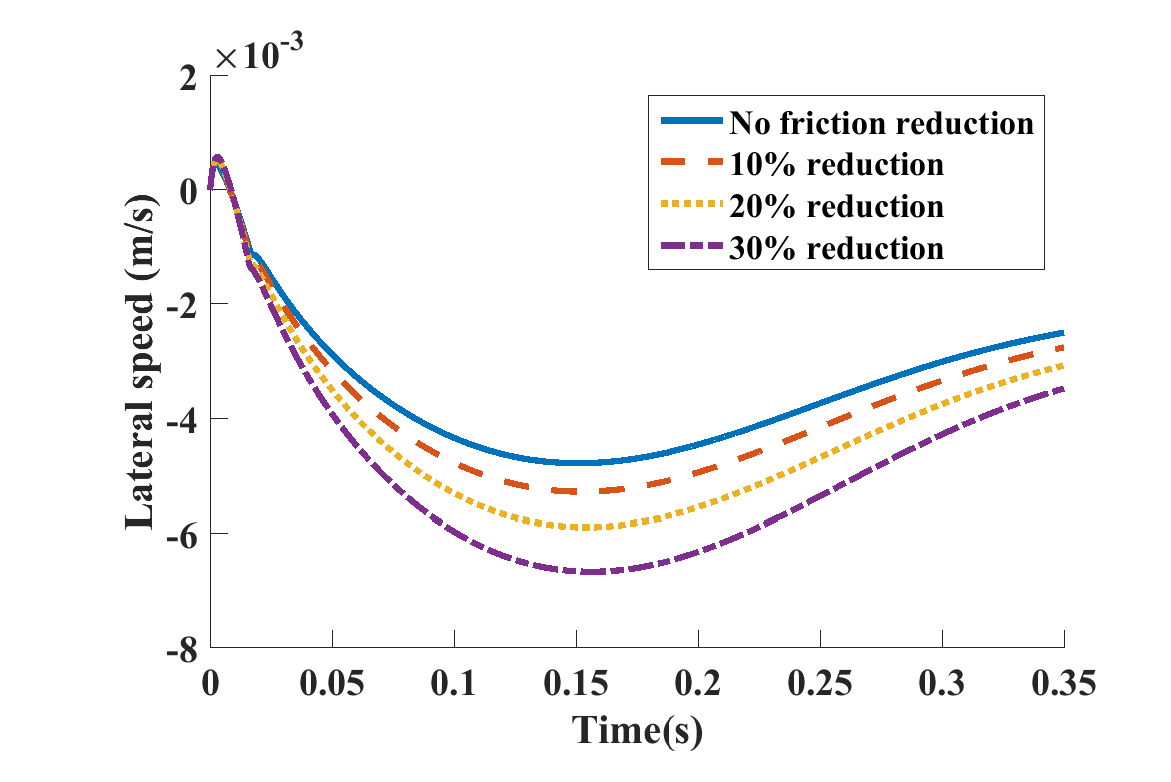 ×10-3
2
0
-2
-4
-6
-8
Lateral speed (m/s)
No friction reduction
10% reduction
20% reduction
30% reduction
0 0.05 0.1 0.15 0.2 0.25 0.3 0.35
Time(s)